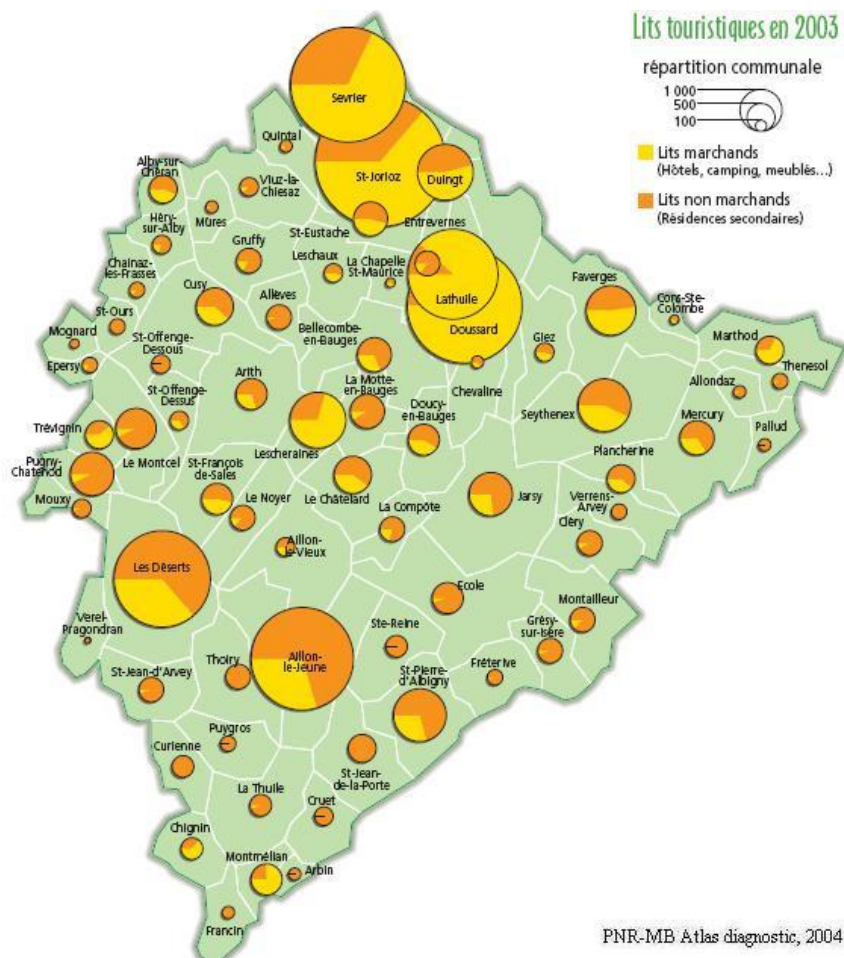 Lits touristiques en 2003
répartition communale
1 000
500
100
Lits marchands
(Hôtels, camping, meublés...)
Lits non marchands
(Résidences secondaires)
Sevrier
Quintal
St-Jorioz
Duingt
Alby-sur-
Chéran
Viuz-la-
Chiesaz
Mûres
Héry-
sur-Alby
St-Eustache
Entrevernes
Gruffy
Leschaux
La Chapelle
St-Maurice
Chainaz-
les-Frasses
Cusy
Allèves
Lathuile
Faverges
Cons-Ste-
Colombe
St-Ours
Doussard
Mognard
St-Offenge-
Dessous
Bellecombe-
en-Bauges
Giez
Marthod
Epersy
Thenesol
Arith
La Motte-
en-Bauges
Chevaline
Allondaz
St-Offenge-
Dessus
Doucy-
en-Bauges
Seythenex
Trévignin
Mercury
Pallud
Le Montcel
Lescheraines
Plancherine
Pugny-
Chatenod
St-François
de-Sales
Le Noyer
Le Châtelard
Jarsy
Verrens-
Arvey
Mouxy
La Compôte
Cléry
Aillon-
le-Vieux
Les Déserts
Ecole
Montailleur
Verel-
Pragondran
Ste-Reine
Grésy-
sur-Isère
Aillon-
le-Jeune
St-Jean-d'Arvey
Thoiry
St-Pierre-
d'Albigny
Fréterive
Puygros
Curienne
St-Jean-
de-la-Porte
La Thuile
Cruet
Chignin
Montmélian
Arbin
Francin
PNR-MB Atlas diagnostic, 2004